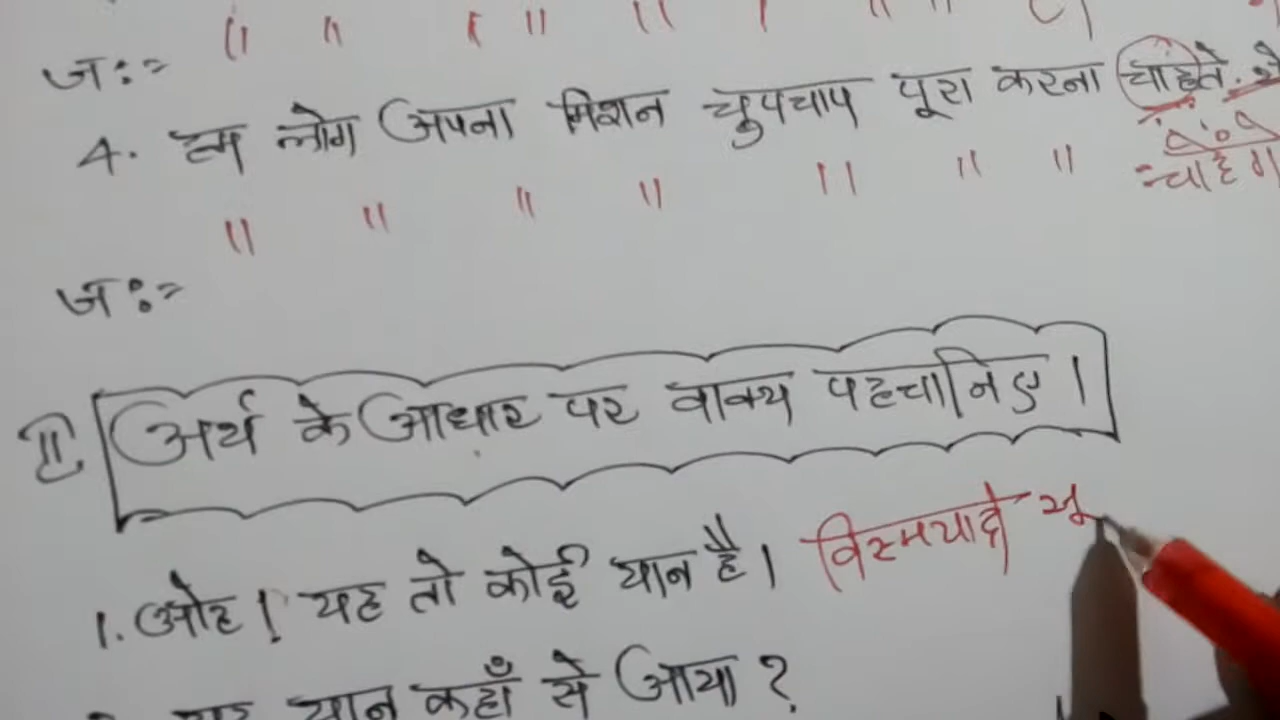 जः-
4. हम लोग अपना मिशन चुपचाप पूरा करना चाहते थे
" " " " " " " चाहेंगे
जः-
II अर्थ के आधार पर वाक्य पहचानिए।
1. ओह! यह तो कोई यान है। विस्मयादि सू
यान कहाँ से आया?